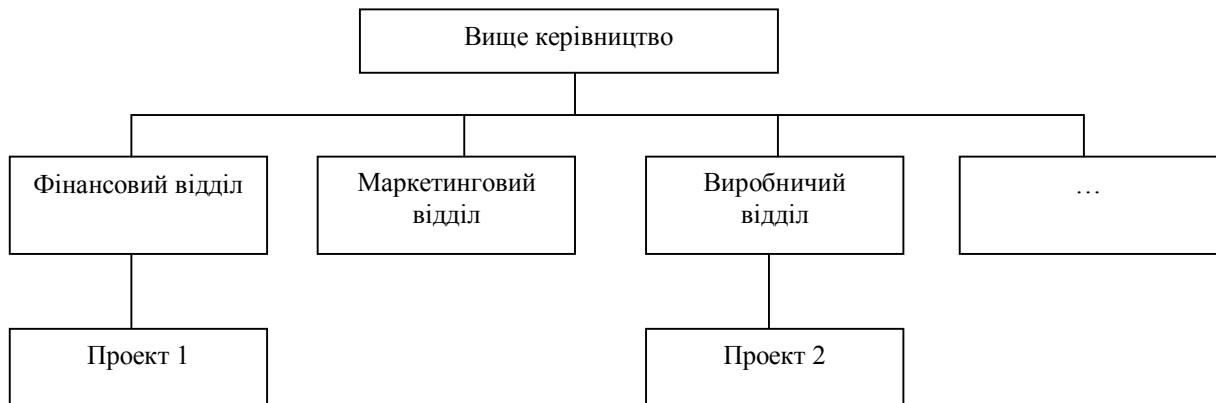 Вище керівництво
Фінансовий відділ
Маркетинговий
відділ
Виробничий
відділ
…
Проект 1
Проект 2